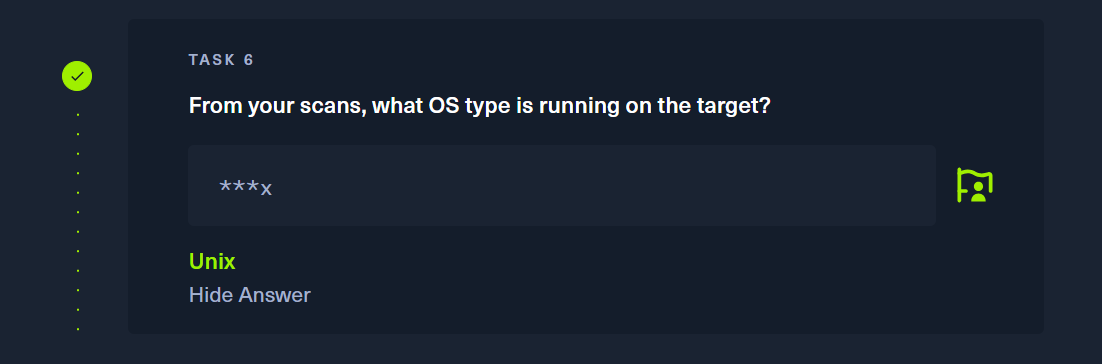 TASK 6
From your scans, what OS type is running on the target?
***x
Unix
Hide Answer